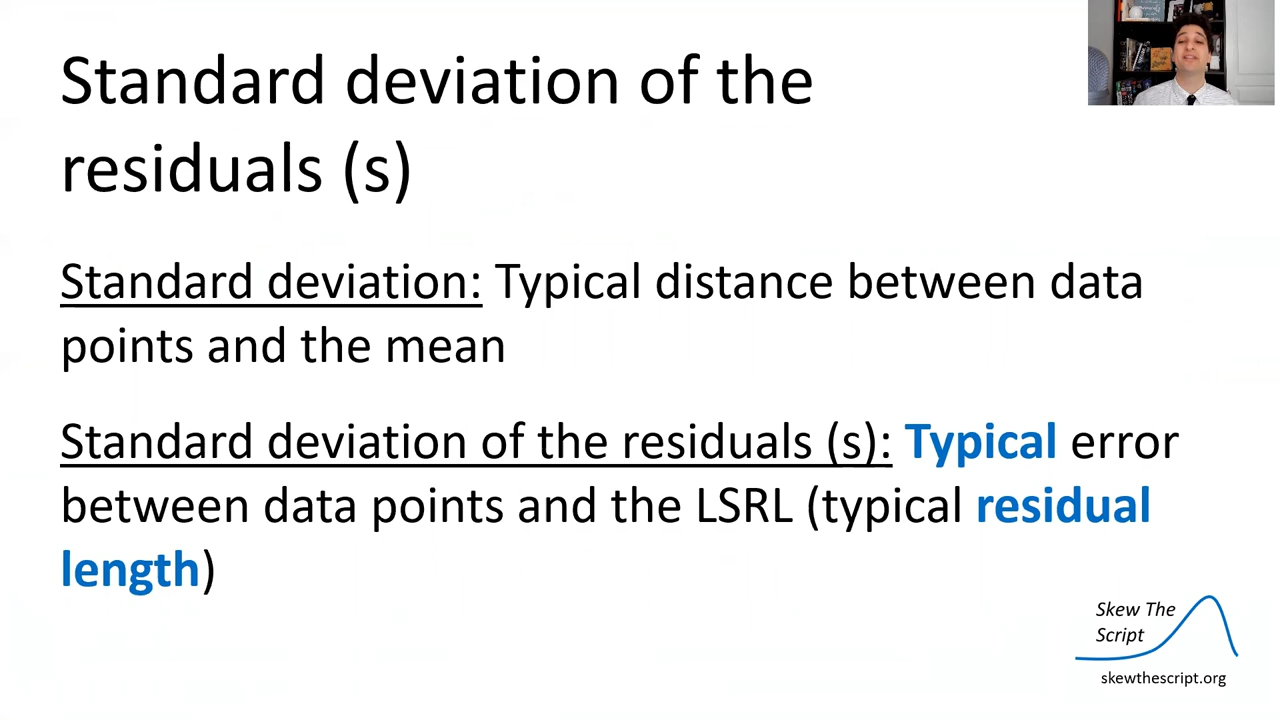 Standard deviation of the
residuals (s)
Standard deviation: Typical distance between data
points and the mean
Standard deviation of the residuals (s): Typical error
between data points and the LSRL (typical residual
length)
Skew The
Script
skewthescript.org